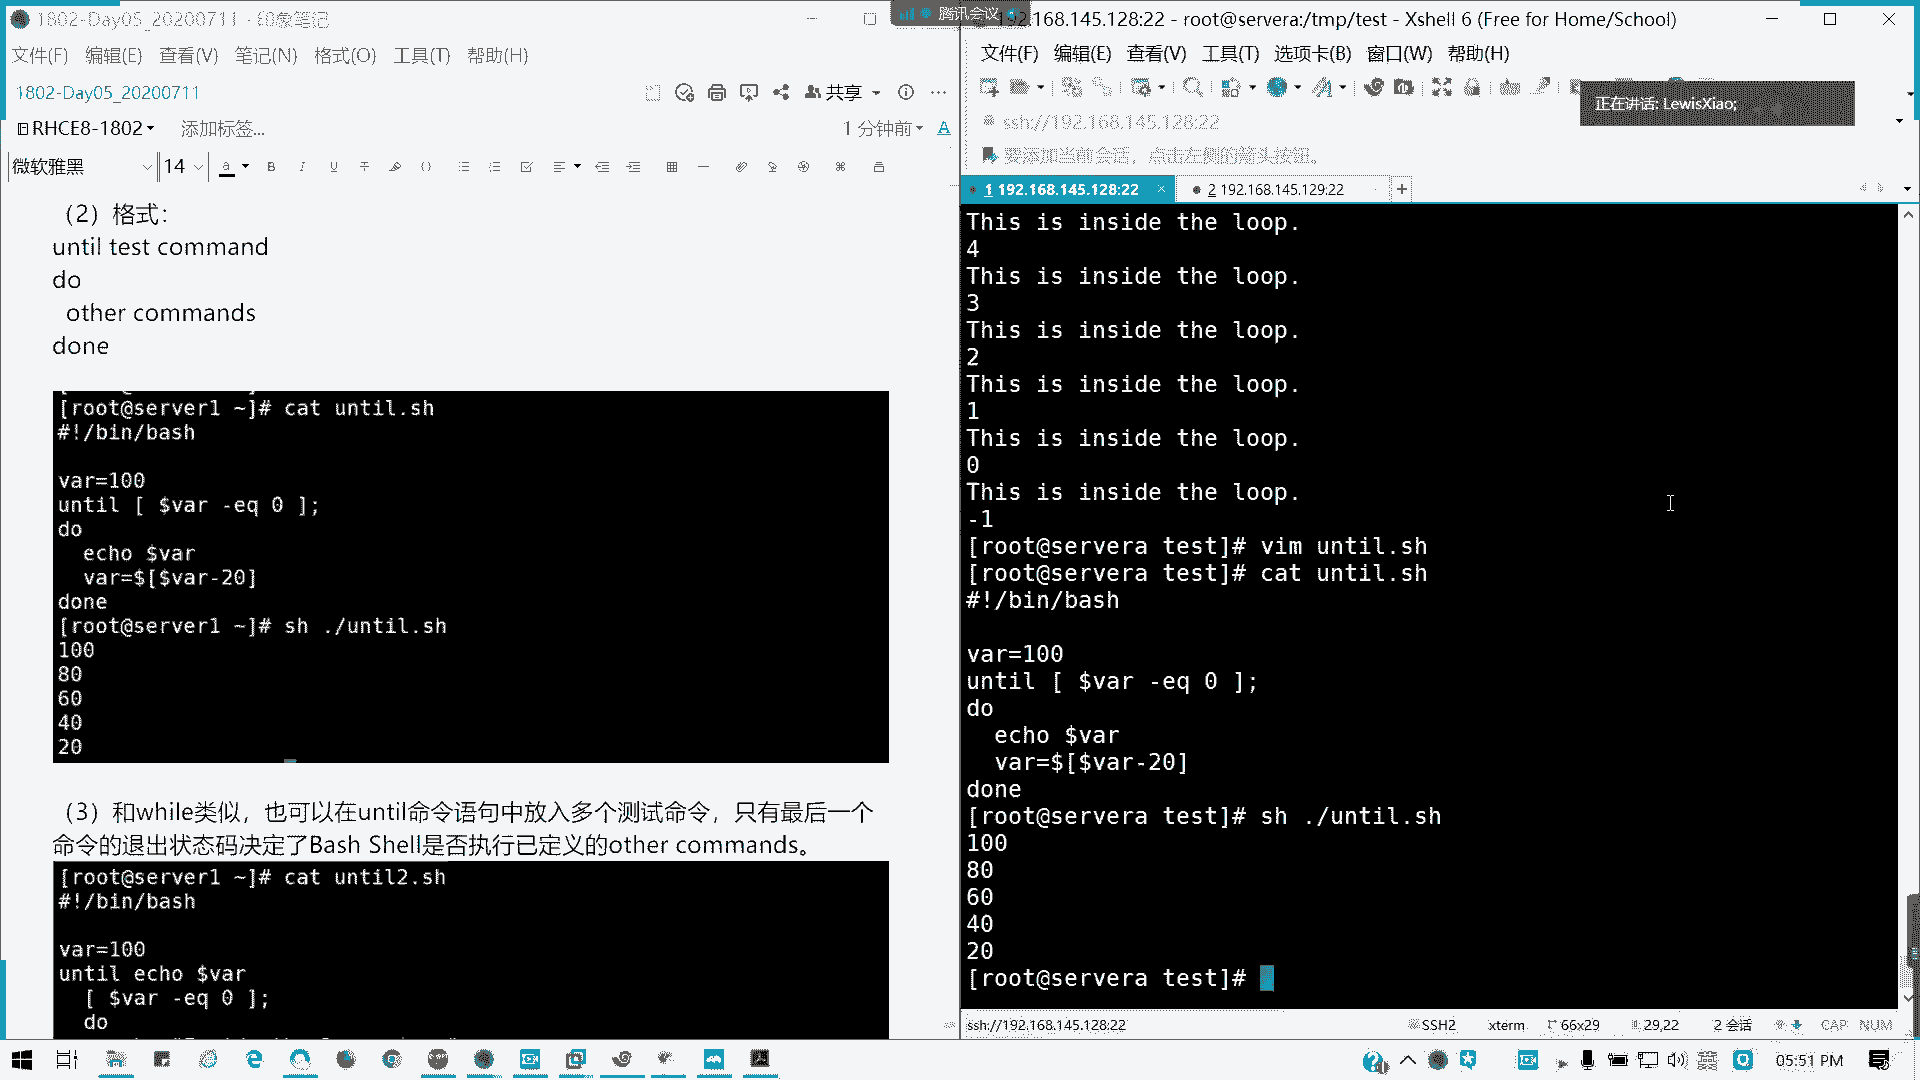 1802-Day05_20200711 - 印象笔记
文件(F) 编辑(E) 查看(V) 笔记(N) 格式(O) 工具(T) 帮助(H)
1802-Day05_20200711
共享
RHCE8-1802 添加标签...
1 分钟前
微软雅黑 14
（2）格式：
until test command
do
other commands
done
[root@server1 ~]# cat until.sh
#!/bin/bash
var=100
until [ $var -eq 0 ];
do
echo $var
var=$[$var-20]
done
[root@server1 ~]# sh ./until.sh
100
80
60
40
20
（3）和while类似，也可以在until命令语句中放入多个测试命令，只有最后一个
命令的退出状态码决定了Bash Shell是否执行已定义的other commands。
[root@server1 ~]# cat until2.sh
#!/bin/bash
var=100
until echo $var
[ $var -eq 0 ];
do
腾讯会议
192.168.145.128:22 - root@servera:/tmp/test - Xshell 6 (Free for Home/School)
文件(F) 编辑(E) 查看(V) 工具(T) 选项卡(B) 窗口(W) 帮助(H)
正在讲话: LewisXiao;
ssh://192.168.145.128:22
要添加当前会话，点击左侧的箭头按钮。
1 192.168.145.128:22
2 192.168.145.129:22
This is inside the loop.
4
This is inside the loop.
3
This is inside the loop.
2
This is inside the loop.
1
This is inside the loop.
0
This is inside the loop.
-1
[root@servera test]# vim until.sh
[root@servera test]# cat until.sh
#!/bin/bash
var=100
until [ $var -eq 0 ];
do
echo $var
var=$[$var-20]
done
[root@servera test]# sh ./until.sh
100
80
60
40
20
[root@servera test]#
ssh://192.168.145.128:22 SSH2 xterm 66x29 29,22 2 会话 CAP NUM
05:51 PM